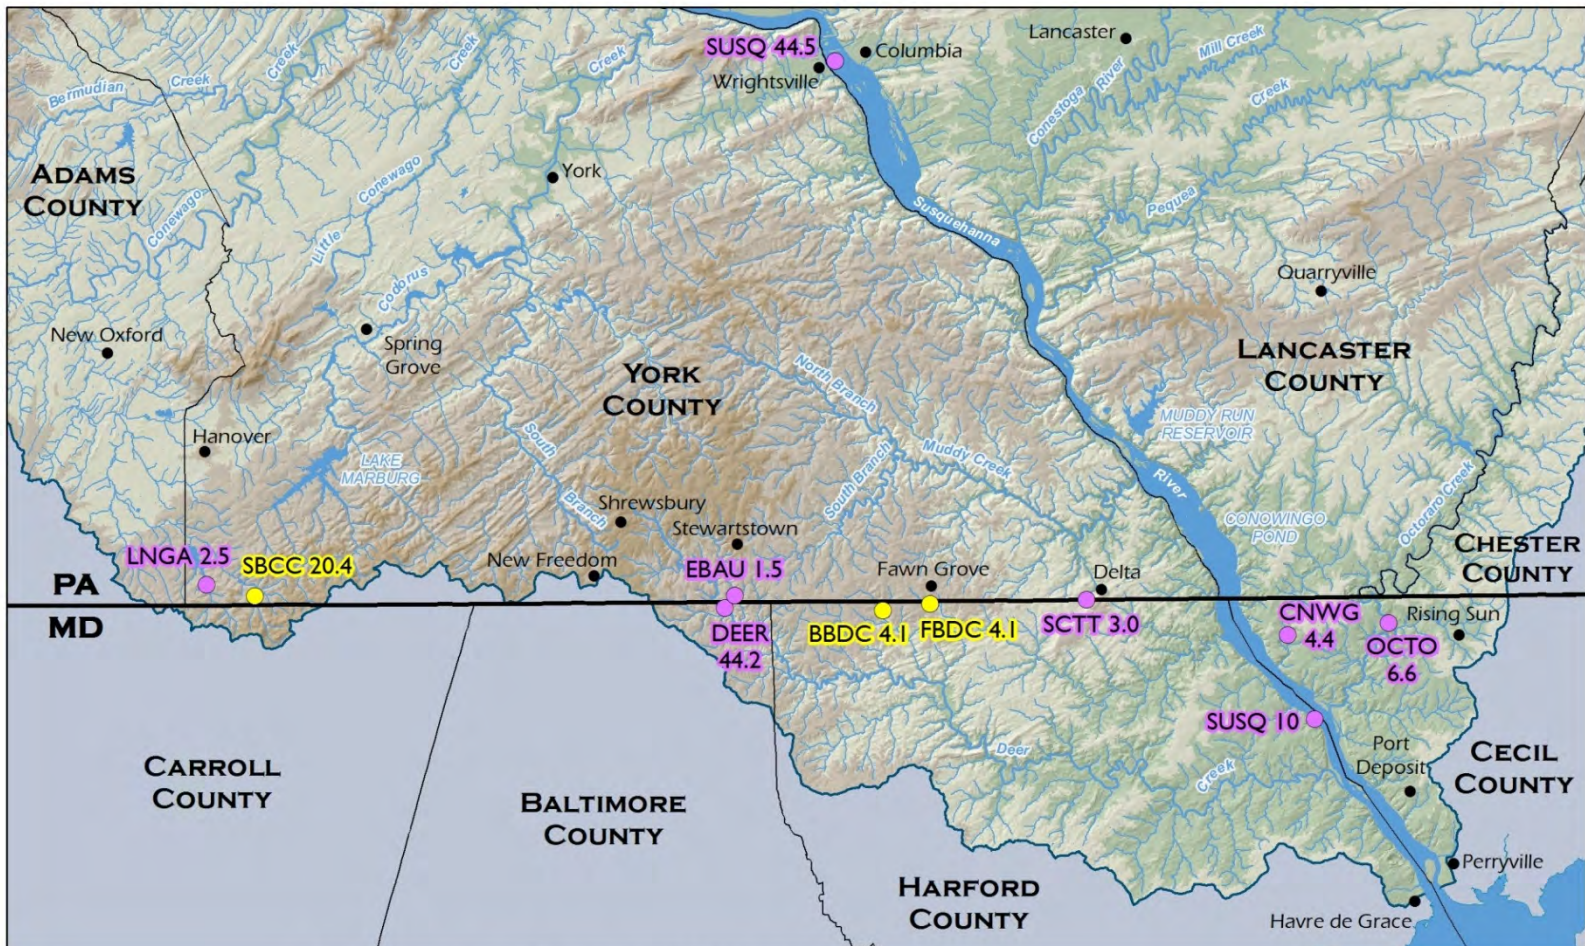 SUSQ 44.5
Columbia
Wrightsville
Lancaster
Mill Creek
Conestoga
River
Creek
Creek
Creek
Creek
Bermudian
Creek
ADAMS
COUNTY
York
Conewago
Conewago
Little
Pequea
Susquehanna
Codorus
Quarryville
New Oxford
Spring
Grove
YORK
COUNTY
North Branch
LANCASTER
COUNTY
MUDDY RUN
RESERVOIR
Hanover
LAKE
MARBURG
South
Branch
South Branch
Muddy Creek
River
Octoraro Creek
Shrewsbury
Stewartstown
CONOWINGO
POND
CHESTER
COUNTY
LNGA 2.5
SBCC 20.4
New Freedom
EBAU 1.5
Fawn Grove
Delta
PA
MD
DEER
44.2
BBDC 4.1
FBDC 4.1
SCTT 3.0
CNWG
4.4
OCTO
6.6
Rising Sun
SUSQ 10
Deer
Creek
Port
Deposit
CARROLL
COUNTY
BALTIMORE
COUNTY
CECIL
COUNTY
HARFORD
COUNTY
Perryville
Havre de Grace